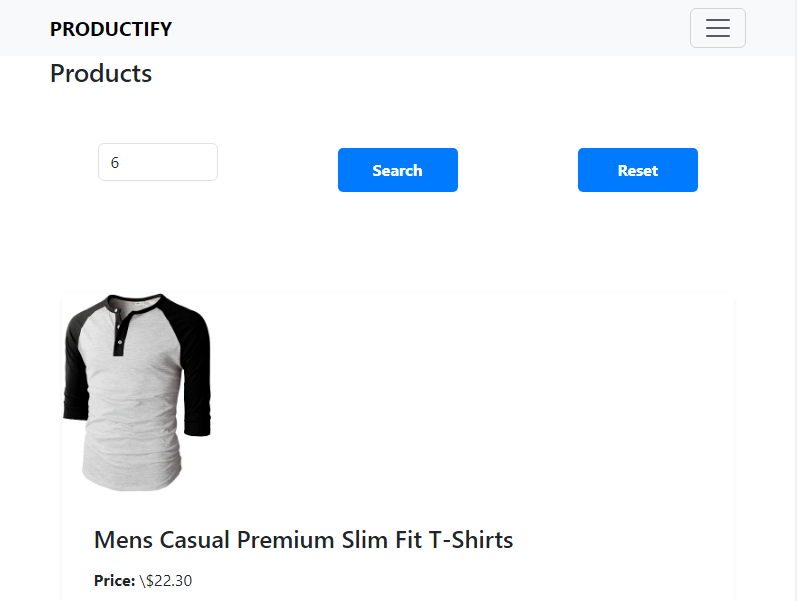 PRODUCTIFY
Products
6
Search
Reset
Mens Casual Premium Slim Fit T-Shirts
Price: \$22.30